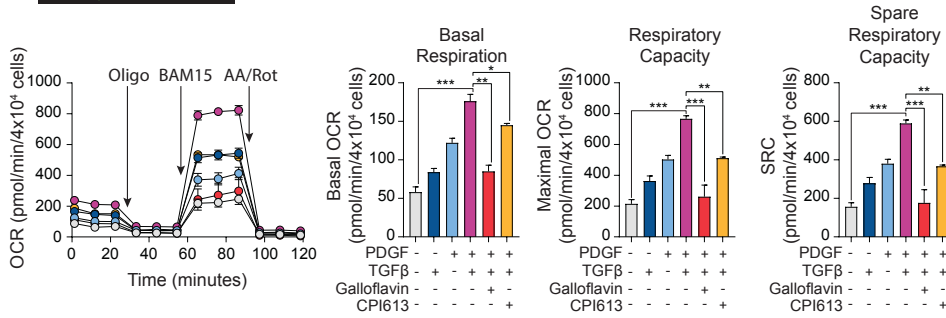 OCR (pmol/min/4x10⁴ cells)
1000
800
600
400
200
0
Oligo
BAM15
AA/Rot
0 20 40 60 80 100 120
Time (minutes)
Basal
Respiration
Basal OCR
(pmol/min/4x10⁴ cells)
200
150
100
50
0
*
*** **
PDGF - - + + + +
TGFβ - + - + + +
Galloflavin - - - - + -
CPI613 - - - - - +
Respiratory
Capacity
Maximal OCR
(pmol/min/4x10⁴ cells)
1000
800
600
400
200
0
**
*** ***
PDGF - - + + + +
TGFβ - + - + + +
Galloflavin - - - - + -
CPI613 - - - - - +
Spare
Respiratory
Capacity
SRC
(pmol/min/4x10⁴ cells)
800
600
400
200
0
**
*** ***
PDGF - - + + + +
TGFβ - + - + + +
Galloflavin - - - - + -
CPI613 - - - - - +